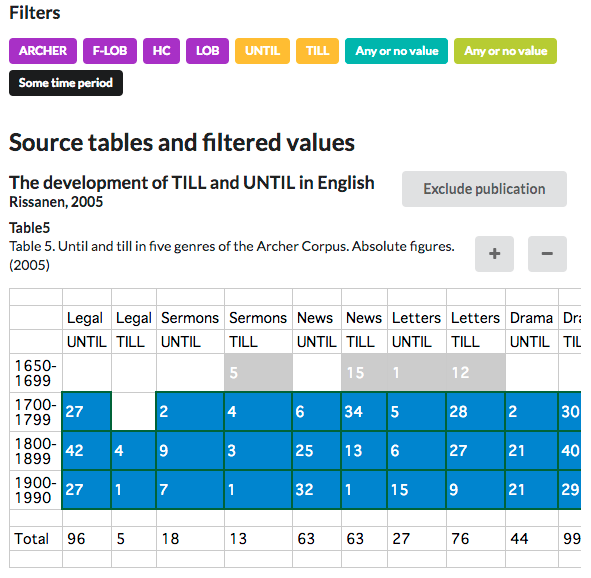 Filters
ARCHER F-LOB HC LOB UNTIL TILL Any or no value Any or no value
Some time period
Source tables and filtered values
The development of TILL and UNTIL in English
Rissanen, 2005
Exclude publication
Table5
Table 5. Until and till in five genres of the Archer Corpus. Absolute figures.
(2005)
+ −
Legal Legal Sermons Sermons News News Letters Letters Drama Dra
UNTIL TILL UNTIL TILL UNTIL TILL UNTIL TILL UNTIL TIL
1650-
1699 5 15 1 12
1700-
1799 27 2 4 6 34 5 28 2 30
1800-
1899 42 4 9 3 25 13 6 27 21 40
1900-
1990 27 1 7 1 32 1 15 9 21 29
Total 96 5 18 13 63 63 27 76 44 99